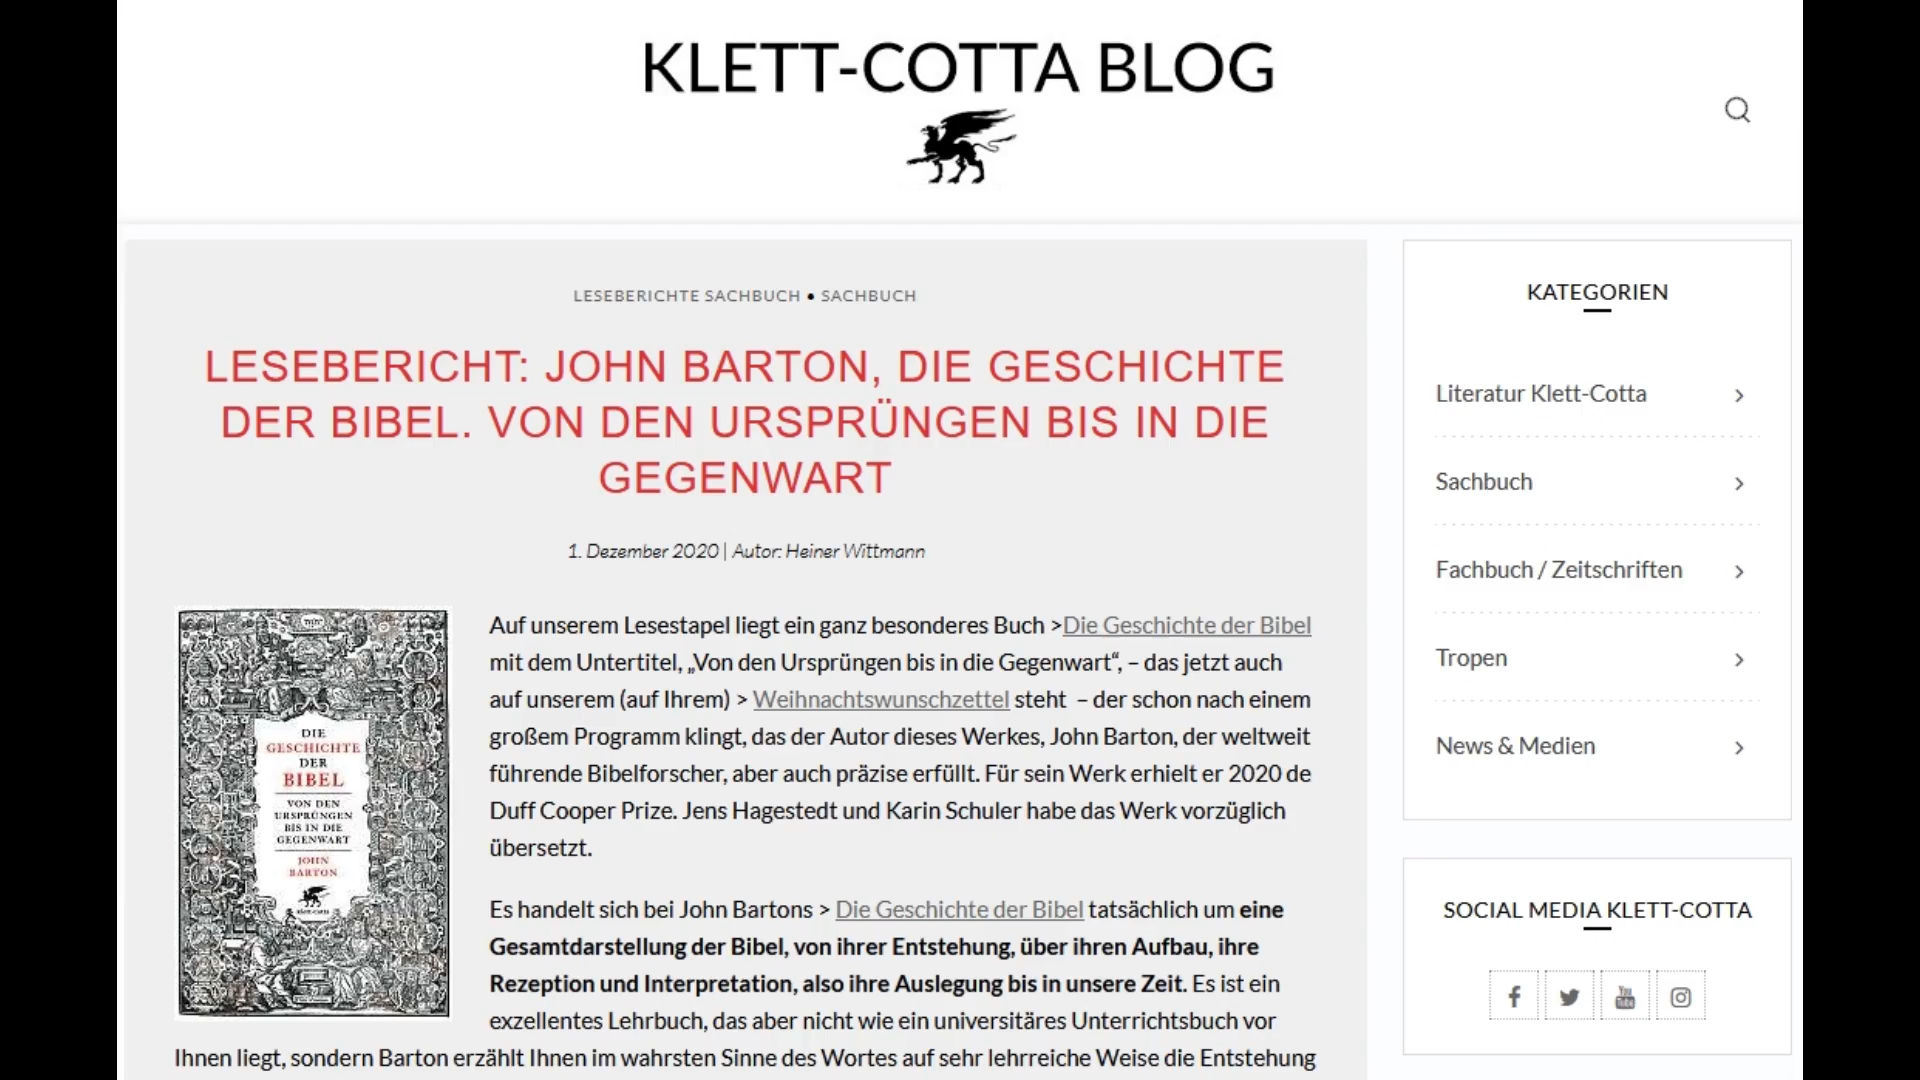 KLETT-COTTA BLOG
LESEBERICHTE SACHBUCH • SACHBUCH
LESEBERICHT: JOHN BARTON, DIE GESCHICHTE
DER BIBEL. VON DEN URSPRÜNGEN BIS IN DIE
GEGENWART
1. Dezember 2020 | Autor: Heiner Wittmann
DIE
GESCHICHTE
DER
BIBEL
VON DEN
URSPRÜNGEN
BIS IN DIE
GEGENWART
JOHN
BARTON
Auf unserem Lesestapel liegt ein ganz besonderes Buch >Die Geschichte der Bibel
mit dem Untertitel, „Von den Ursprüngen bis in die Gegenwart“, – das jetzt auch
auf unserem (auf Ihrem) > Weihnachtswunschzettel steht – der schon nach einem
großem Programm klingt, das der Autor dieses Werkes, John Barton, der weltweit
führende Bibelforscher, aber auch präzise erfüllt. Für sein Werk erhielt er 2020 de
Duff Cooper Prize. Jens Hagestedt und Karin Schuler habe das Werk vorzüglich
übersetzt.
Es handelt sich bei John Bartons > Die Geschichte der Bibel tatsächlich um eine
Gesamtdarstellung der Bibel, von ihrer Entstehung, über ihren Aufbau, ihre
Rezeption und Interpretation, also ihre Auslegung bis in unsere Zeit. Es ist ein
exzellentes Lehrbuch, das aber nicht wie ein universitäres Unterrichtsbuch vor
Ihnen liegt, sondern Barton erzählt Ihnen im wahrsten Sinne des Wortes auf sehr lehrreiche Weise die Entstehung
KATEGORIEN
Literatur Klett-Cotta
Sachbuch
Fachbuch / Zeitschriften
Tropen
News & Medien
SOCIAL MEDIA KLETT-COTTA
You